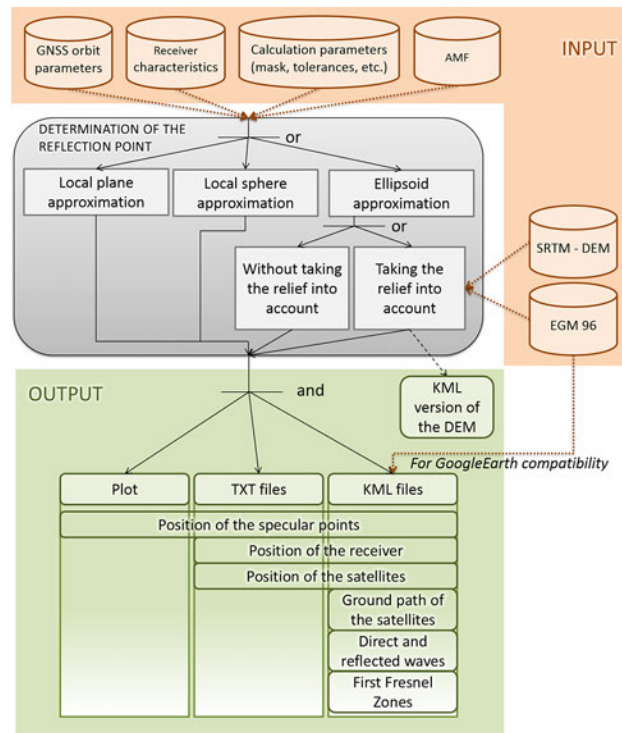 GNSS orbit
parameters
Receiver
characteristics
Calculation parameters
(mask, tolerances, etc.)
AMF
INPUT
DETERMINATION OF THE
REFLECTION POINT
or
Local plane
approximation
Local sphere
approximation
Ellipsoid
approximation
or
Without taking
the relief into
account
Taking the
relief into
account
SRTM - DEM
EGM 96
OUTPUT
and
KML
version of
the DEM
For GoogleEarth compatibility
Plot
TXT files
KML files
Position of the specular points
Position of the receiver
Position of the satellites
Ground path of
the satellites
Direct and
reflected waves
First Fresnel
Zones